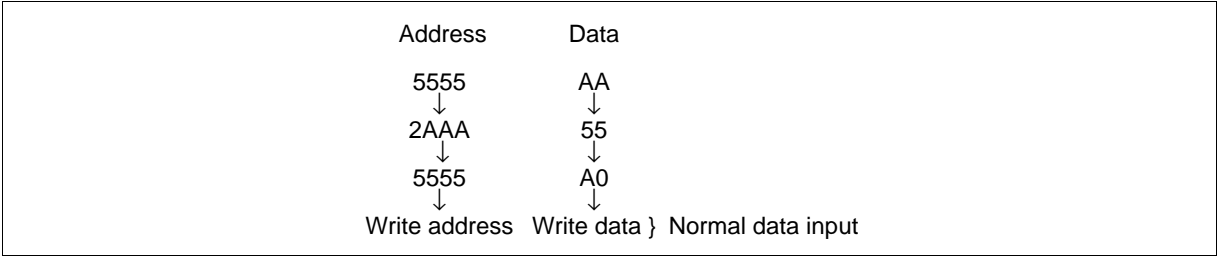 Address Data
5555 AA
↓ ↓
2AAA 55
↓ ↓
5555 A0
↓ ↓
Write address Write data } Normal data input